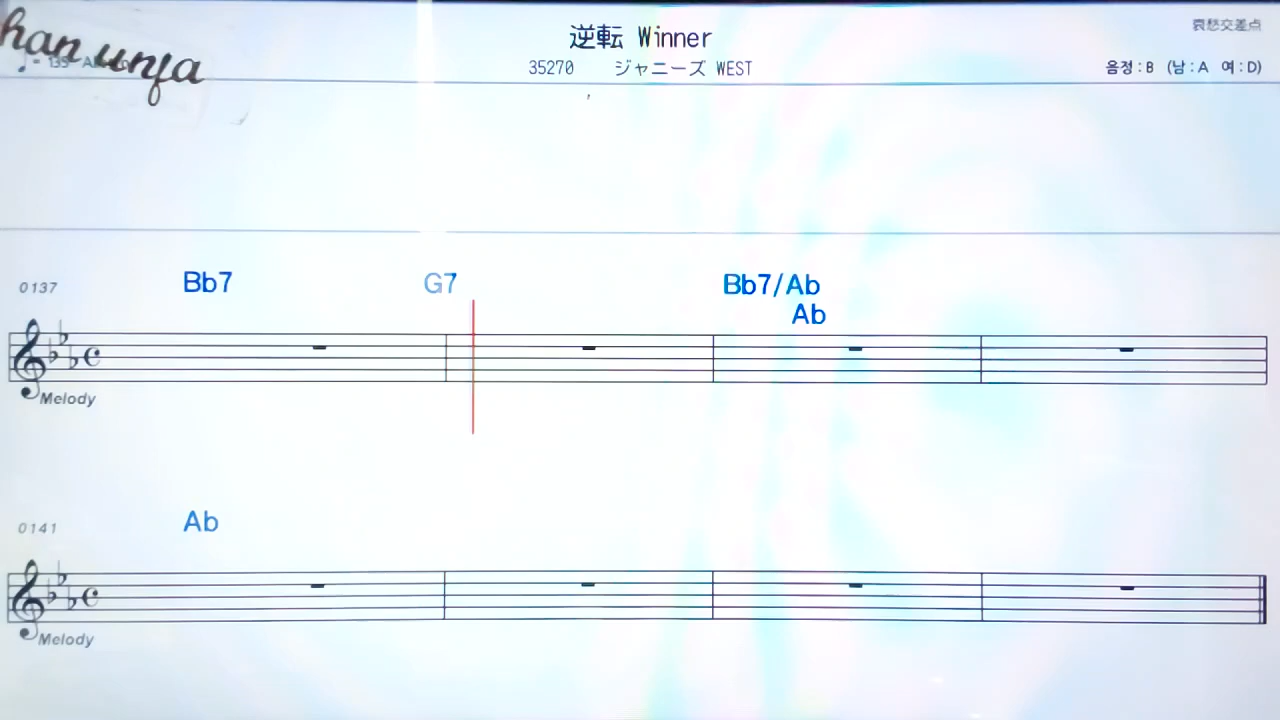 han unfa
逆転 Winner
哀愁交差点
35270 ジャニーズ WEST
음정:B (남:A 여:D)
0137 Bb7 G7 Bb7/Ab
Ab
Melody
0141 Ab
Melody